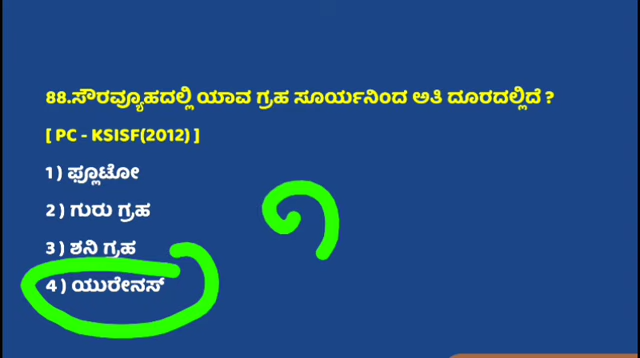 88.ಸೌರವ್ಯೂಹದಲ್ಲಿ ಯಾವ ಗ್ರಹ ಸೂರ್ಯನಿಂದ ಅತಿ ದೂರದಲ್ಲಿದೆ ?
[ PC - KSISF(2012) ]
1 ) ಫ್ಲೂಟೋ
2 ) ಗುರು ಗ್ರಹ
3 ) ಶನಿ ಗ್ರಹ
4 ) ಯುರೇನಸ್